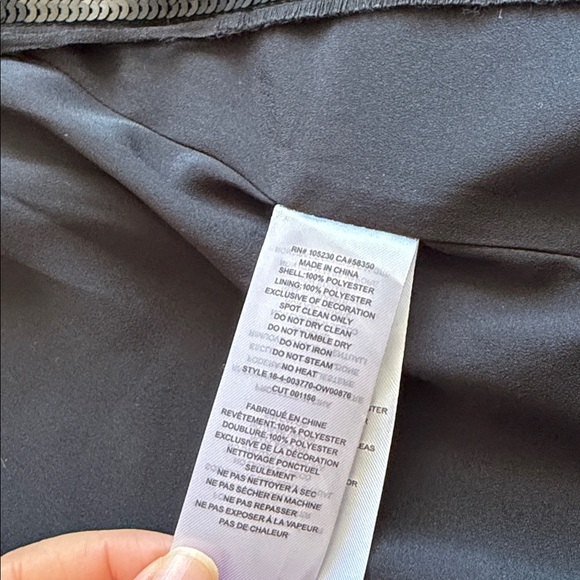 RN# 105230 CA#58350
MADE IN CHINA
SHELL:100% POLYESTER
LINING:100% POLYESTER
EXCLUSIVE OF DECORATION
SPOT CLEAN ONLY
DO NOT DRY CLEAN
DO NOT TUMBLE DRY
DO NOT IRON
DO NOT STEAM
NO HEAT
STYLE 16-4-003770-OW00876
CUT 001156
FABRIQUÉ EN CHINE
REVÊTEMENT:100% POLYESTER
DOUBLURE:100% POLYESTER
EXCLUSIVE DE LA DÉCORATION
NETTOYAGE PONCTUEL
SEULEMENT
NE PAS NETTOYER À SEC
NE PAS SÉCHER EN MACHINE
NE PAS REPASSER
NE PAS EXPOSER À LA VAPEUR
PAS DE CHALEUR